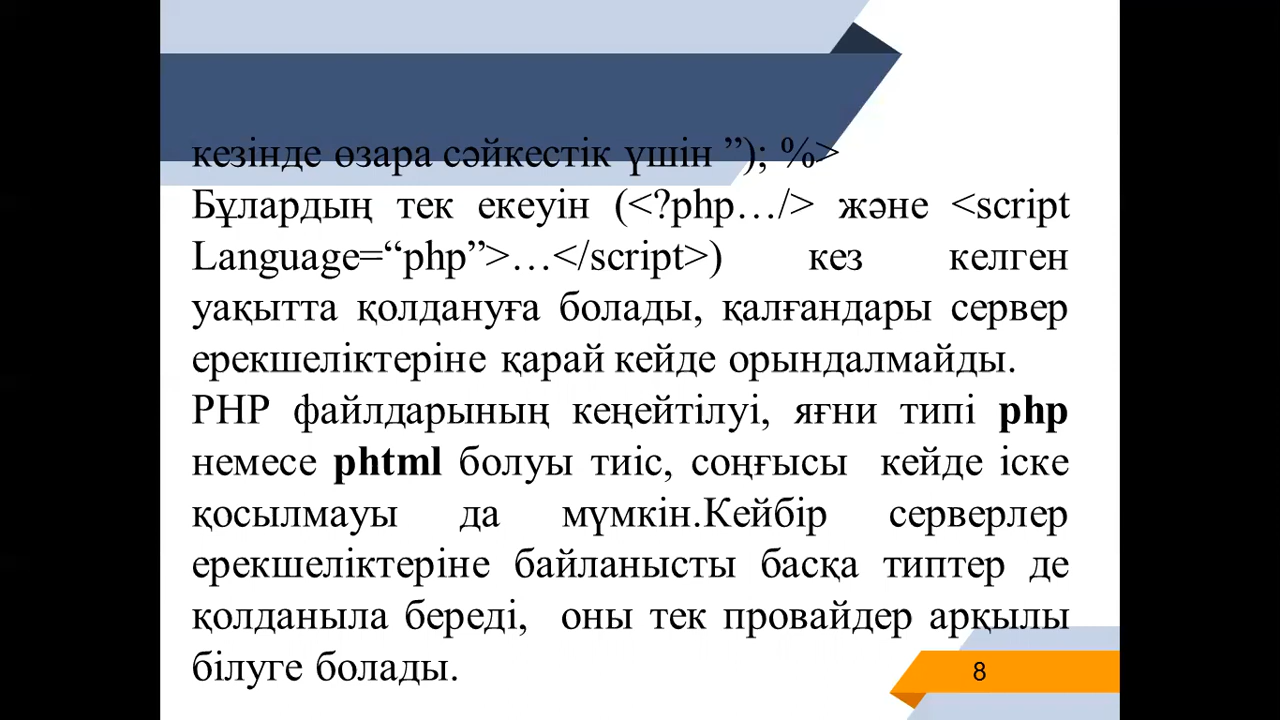 кезінде өзара сәйкестік үшін ”); %>
Бұлардың тек екеуін (<?php…/> және <script
Language=“php”>…</script>) кез келген
уақытта қолдануға болады, қалғандары сервер
ерекшеліктеріне қарай кейде орындалмайды.
PHP файлдарының кеңейтілуі, яғни типі php
немесе phtml болуы тиіс, соңғысы кейде іске
қосылмауы да мүмкін.Кейбір серверлер
ерекшеліктеріне байланысты басқа типтер де
қолданыла береді, оны тек провайдер арқылы
білуге болады.
8